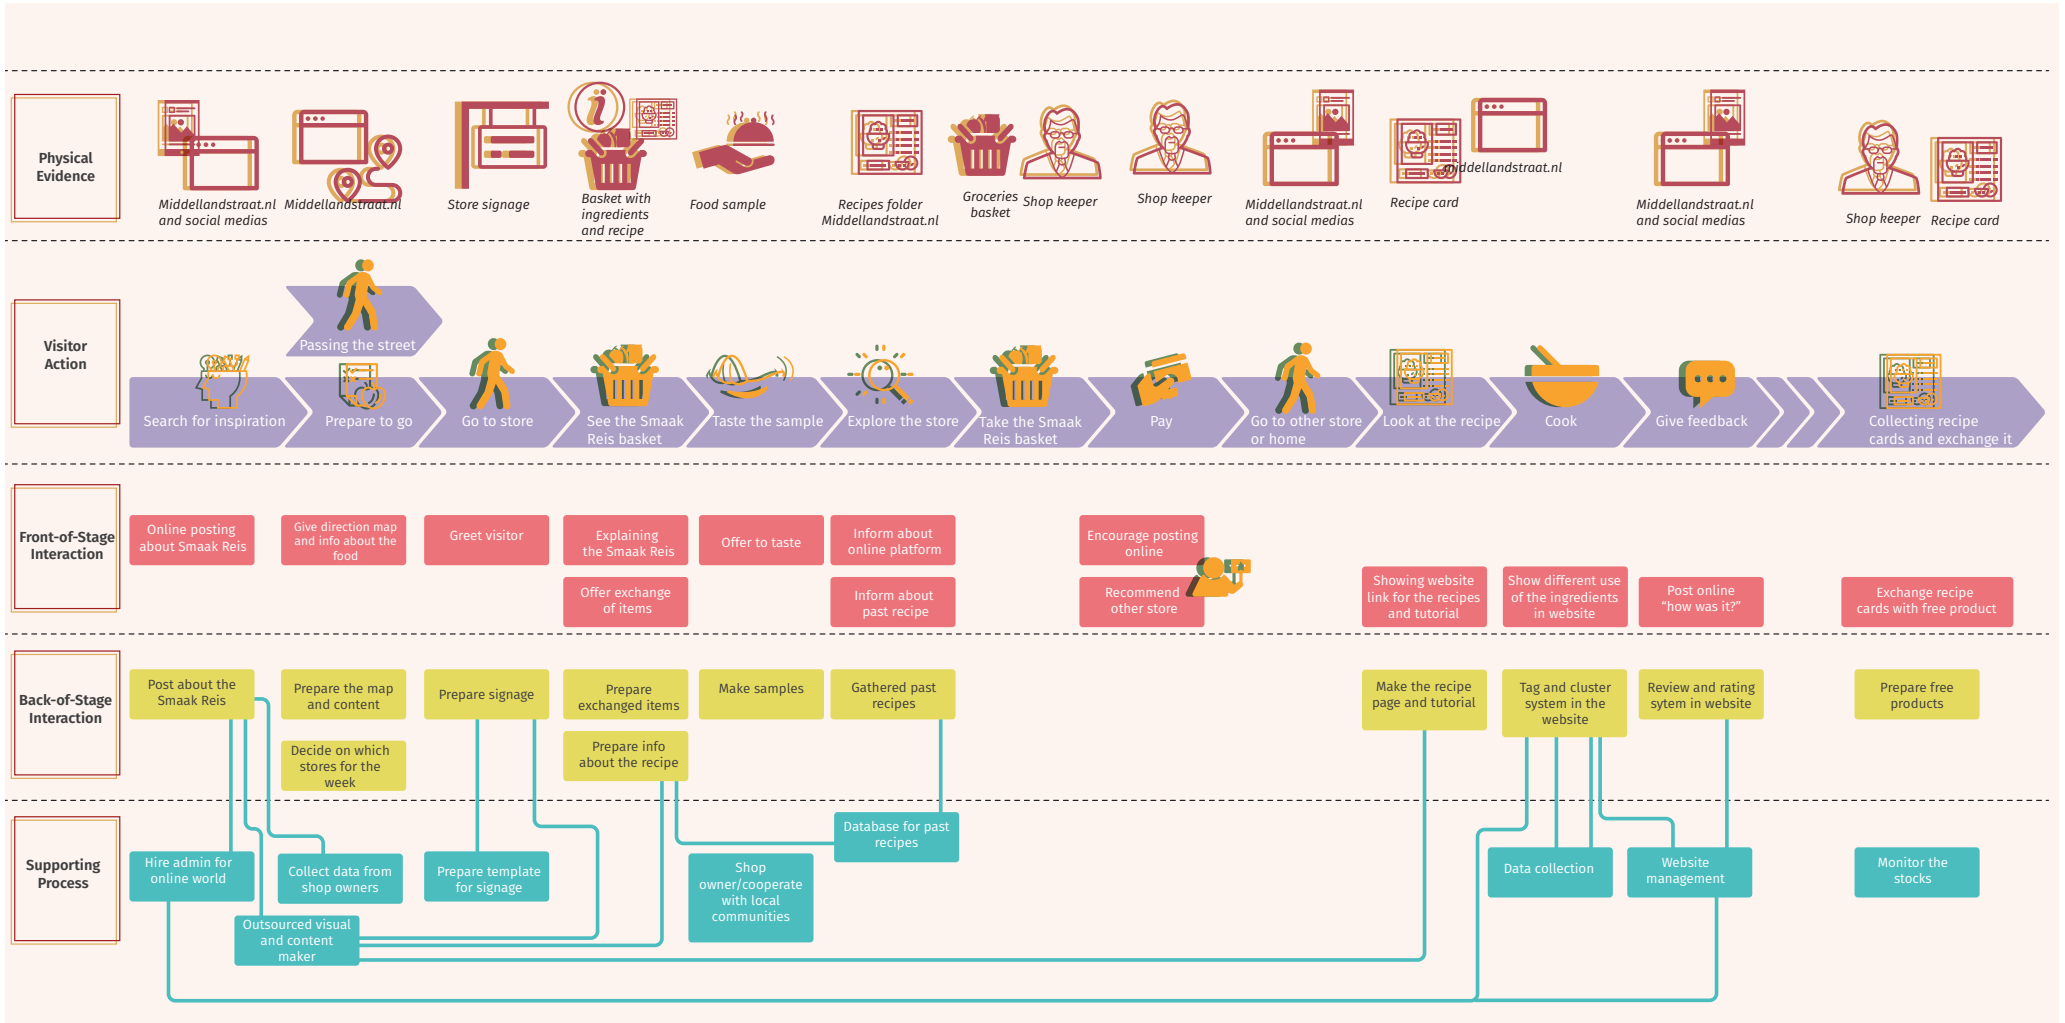 Physical
Evidence
Middellandstraat.nl
and social medias
Middellandstraat.nl
Store signage
Basket with
ingredients
and recipe
Food sample
Recipes folder
Middellandstraat.nl
Groceries
basket
Shop keeper
Shop keeper
Middellandstraat.nl
and social medias
Recipe card
Middellandstraat.nl
Middellandstraat.nl
and social medias
Shop keeper
Recipe card
Visitor
Action
Passing the street
Search for inspiration
Prepare to go
Go to store
See the Smaak
Reis basket
Taste the sample
Explore the store
Take the Smaak
Reis basket
Pay
Go to other store
or home
Look at the recipe
Cook
Give feedback
Collecting recipe
cards and exchange it
Front-of-Stage
Interaction
Online posting
about Smaak Reis
Give direction map
and info about the
food
Greet visitor
Explaining
the Smaak Reis
Offer exchange
of items
Offer to taste
Inform about
online platform
Inform about
past recipe
Encourage posting
online
Recommend
other store
Showing website
link for the recipes
and tutorial
Show different use
of the ingredients
in website
Post online
“how was it?”
Exchange recipe
cards with free product
Back-of-Stage
Interaction
Post about the
Smaak Reis
Prepare the map
and content
Decide on which
stores for the
week
Prepare signage
Prepare
exchanged items
Prepare info
about the recipe
Make samples
Gathered past
recipes
Make the recipe
page and tutorial
Tag and cluster
system in the
website
Review and rating
sytem in website
Prepare free
products
Supporting
Process
Hire admin for
online world
Collect data from
shop owners
Outsourced visual
and content
maker
Prepare template
for signage
Shop
owner/cooperate
with local
communities
Database for past
recipes
Data collection
Website
management
Monitor the
stocks